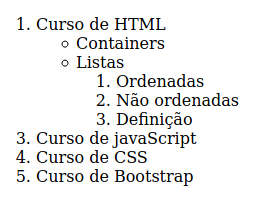 1. Curso de HTML
Containers
Listas
1. Ordenadas
2. Não ordenadas
3. Definição
3. Curso de javaScript
4. Curso de CSS
5. Curso de Bootstrap